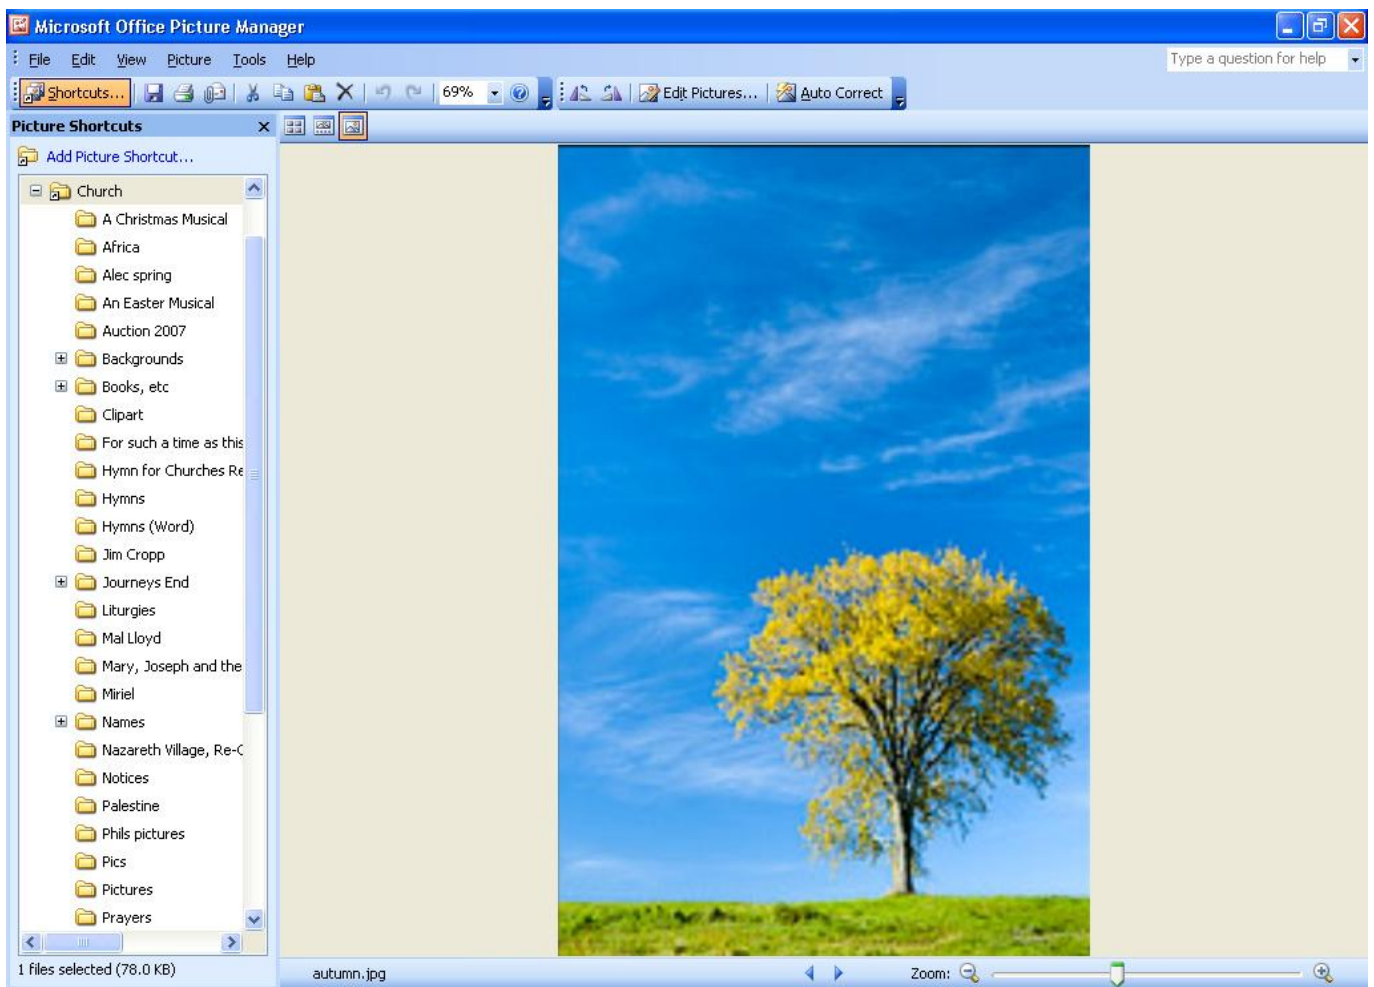 Microsoft Office Picture Manager
File Edit View Picture Tools Help Type a question for help
Shortcuts... 69% Edit Pictures... Auto Correct
Picture Shortcuts
Add Picture Shortcut...
Church
A Christmas Musical
Africa
Alec spring
An Easter Musical
Auction 2007
Backgrounds
Books, etc
Clipart
For such a time as this
Hymn for Churches Re
Hymns
Hymns (Word)
Jim Cropp
Journeys End
Liturgies
Mal Lloyd
Mary, Joseph and the
Miriel
Names
Nazareth Village, Re-C
Notices
Palestine
Phils pictures
Pics
Pictures
Prayers
1 files selected (78.0 KB) autumn.jpg Zoom: